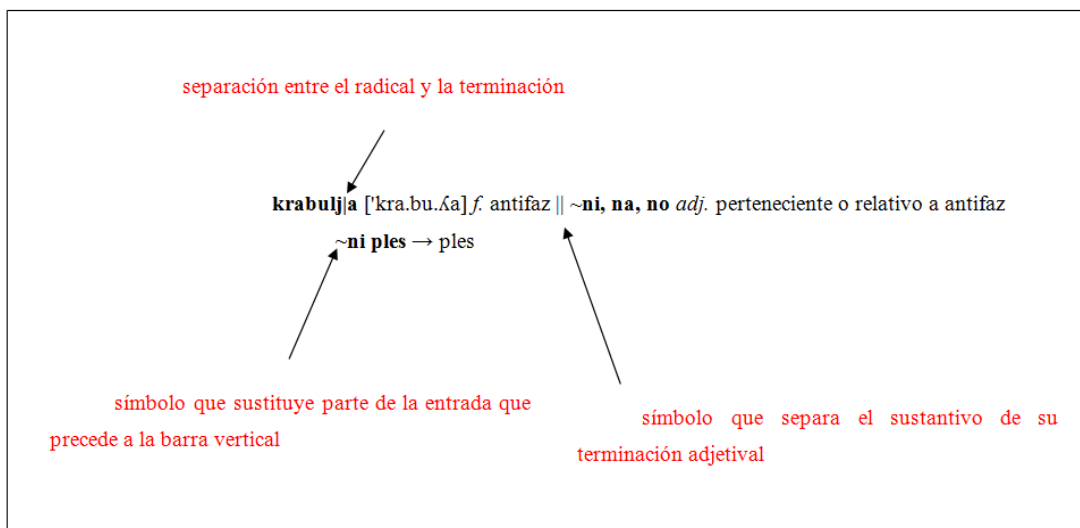 separación entre el radical y la terminación
krabulj|a ['kra.bu.ʎa] f. antifaz || ~ni, na, no adj. perteneciente o relativo a antifaz
~ni ples → ples
símbolo que sustituye parte de la entrada que
precede a la barra vertical
símbolo que separa el sustantivo de su
terminación adjetival